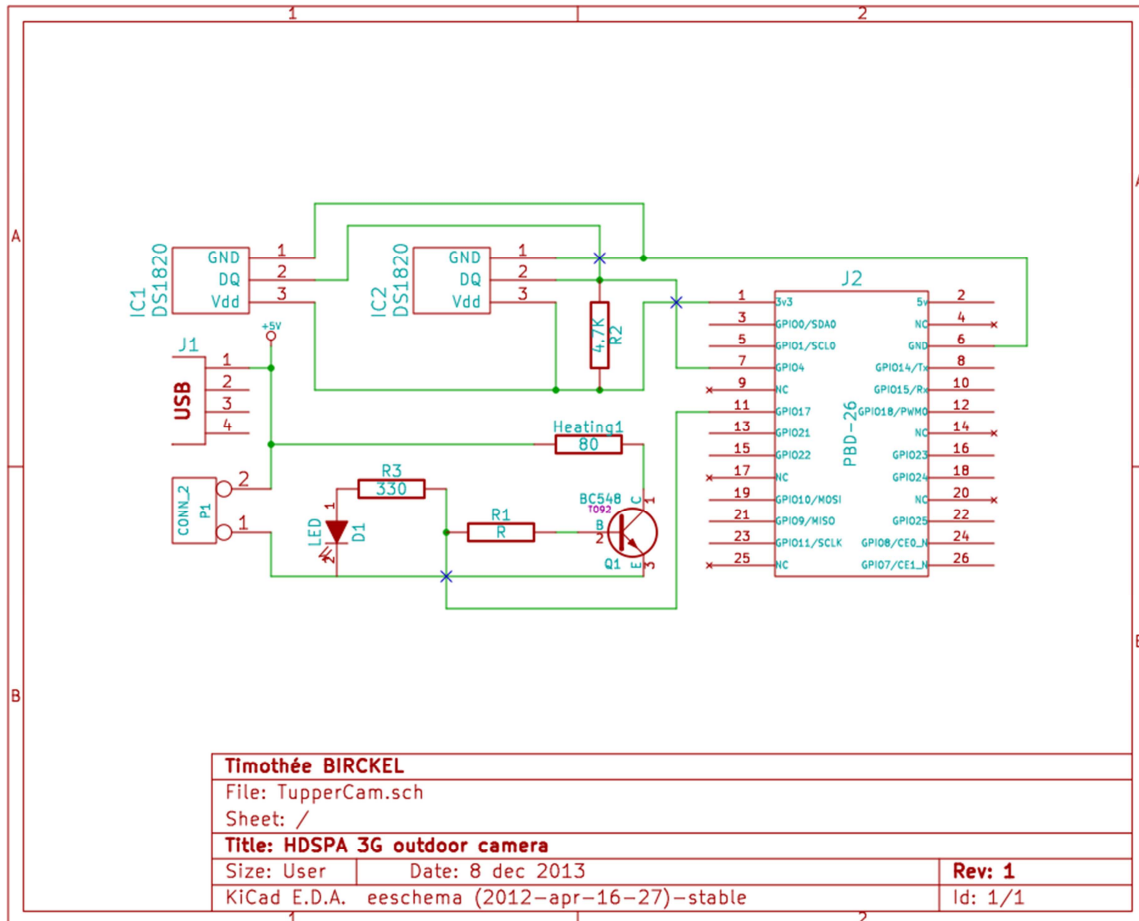 1 2
A
A
B
B
IC1
DS1820
GND 1
DQ 2
Vdd 3
IC2
DS1820
GND 1
DQ 2
Vdd 3
4,7K
R2
+5V
J1
USB
1
2
3
4
CONN_2
P1
2
1
Heating1
80
R3
330
LED
D1
1
2
R1
R
BC548
TO92
B
2
C
1
E
3
Q1
J2
PBD-26
1 3v3 5v 2
3 GPIO0/SDA0 NC 4
5 GPIO1/SCL0 GND 6
7 GPIO4 GPIO14/Tx 8
9 NC GPIO15/Rx 10
11 GPIO17 GPIO18/PWM0 12
13 GPIO21 NC 14
15 GPIO22 GPIO23 16
17 NC GPIO24 18
19 GPIO10/MOSI NC 20
21 GPIO9/MISO GPIO25 22
23 GPIO11/SCLK GPIO8/CE0_N 24
25 NC GPIO7/CE1_N 26
Timothée BIRCKEL
File: TupperCam.sch
Sheet: /
Title: HDSPA 3G outdoor camera
Size: User Date: 8 dec 2013 Rev: 1
KiCad E.D.A. eeschema (2012-apr-16-27)-stable Id: 1/1
1 2